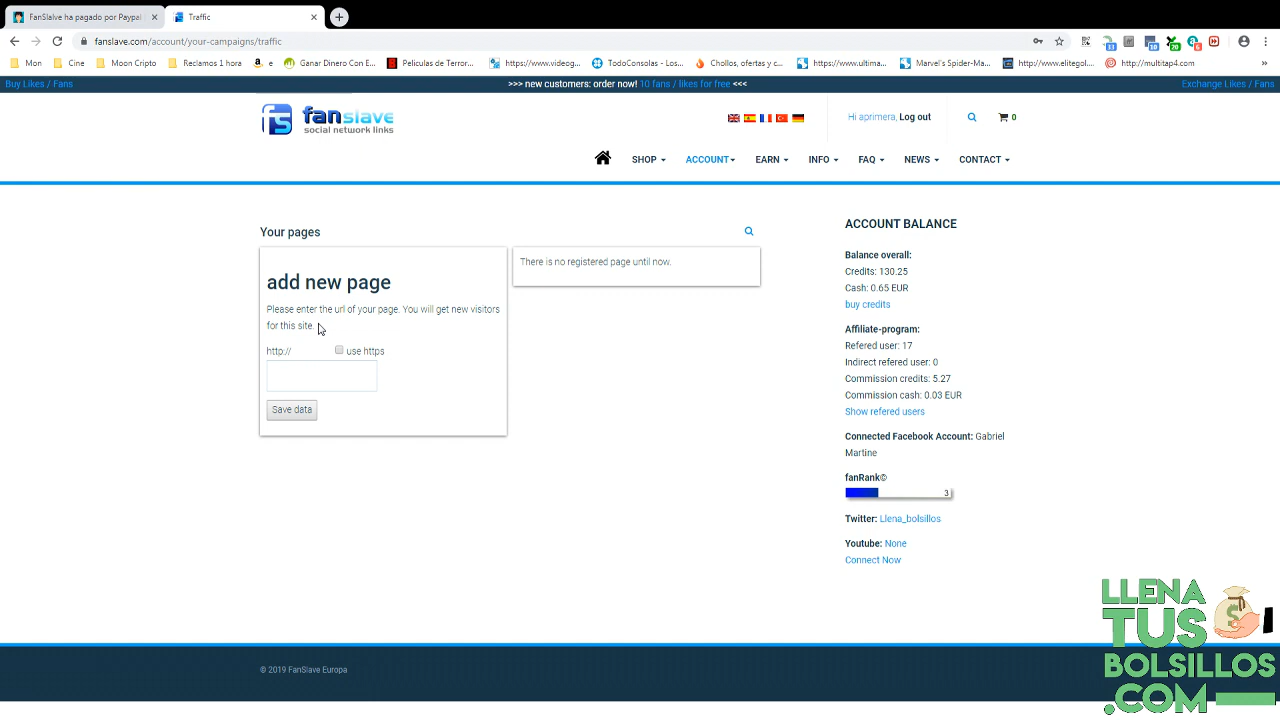 FanSlalve ha pagado por Paypal
Traffic
fanslave.com/account/your-campaigns/traffic
Mon
Cine
Moon Cripto
Reclamos 1 hora
e
Ganar Dinero Con E...
Películas de Terror...
https://www.videog...
TodoConsolas - Los...
Chollos, ofertas y c...
https://www.ultima...
Marvel's Spider-Ma...
http://www.elitegol...
http://multitap4.com
»
Buy Likes / Fans
>>> new customers: order now! 10 fans / likes for free <<<
Exchange Likes / Fans
fs fanslave
social network links
Hi aprimera, Log out
0
SHOP
ACCOUNT
EARN
INFO
FAQ
NEWS
CONTACT
Your pages
add new page
Please enter the url of your page. You will get new visitors
for this site.
http://
use https
Save data
There is no registered page until now.
ACCOUNT BALANCE
Balance overall:
Credits: 130.25
Cash: 0.65 EUR
buy credits
Affiliate-program:
Refered user: 17
Indirect refered user: 0
Commission credits: 5.27
Commission cash: 0.03 EUR
Show refered users
Connected Facebook Account: Gabriel
Martine
fanRank©
3
Twitter: Llena_bolsillos
Youtube: None
Connect Now
© 2019 FanSlave Europa
LLENA
TUS
BOLSILLOS
.COM